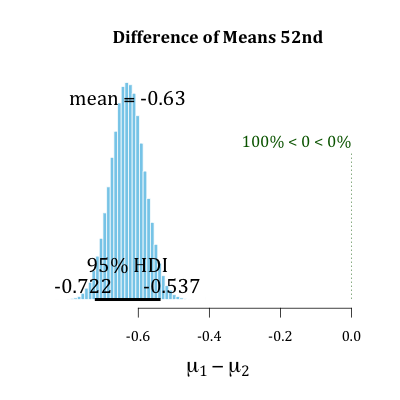 Difference of Means 52nd
mean = -0.63
100% < 0 < 0%
95% HDI
-0.722 -0.537
-0.6 -0.4 -0.2 0.0
μ1 − μ2